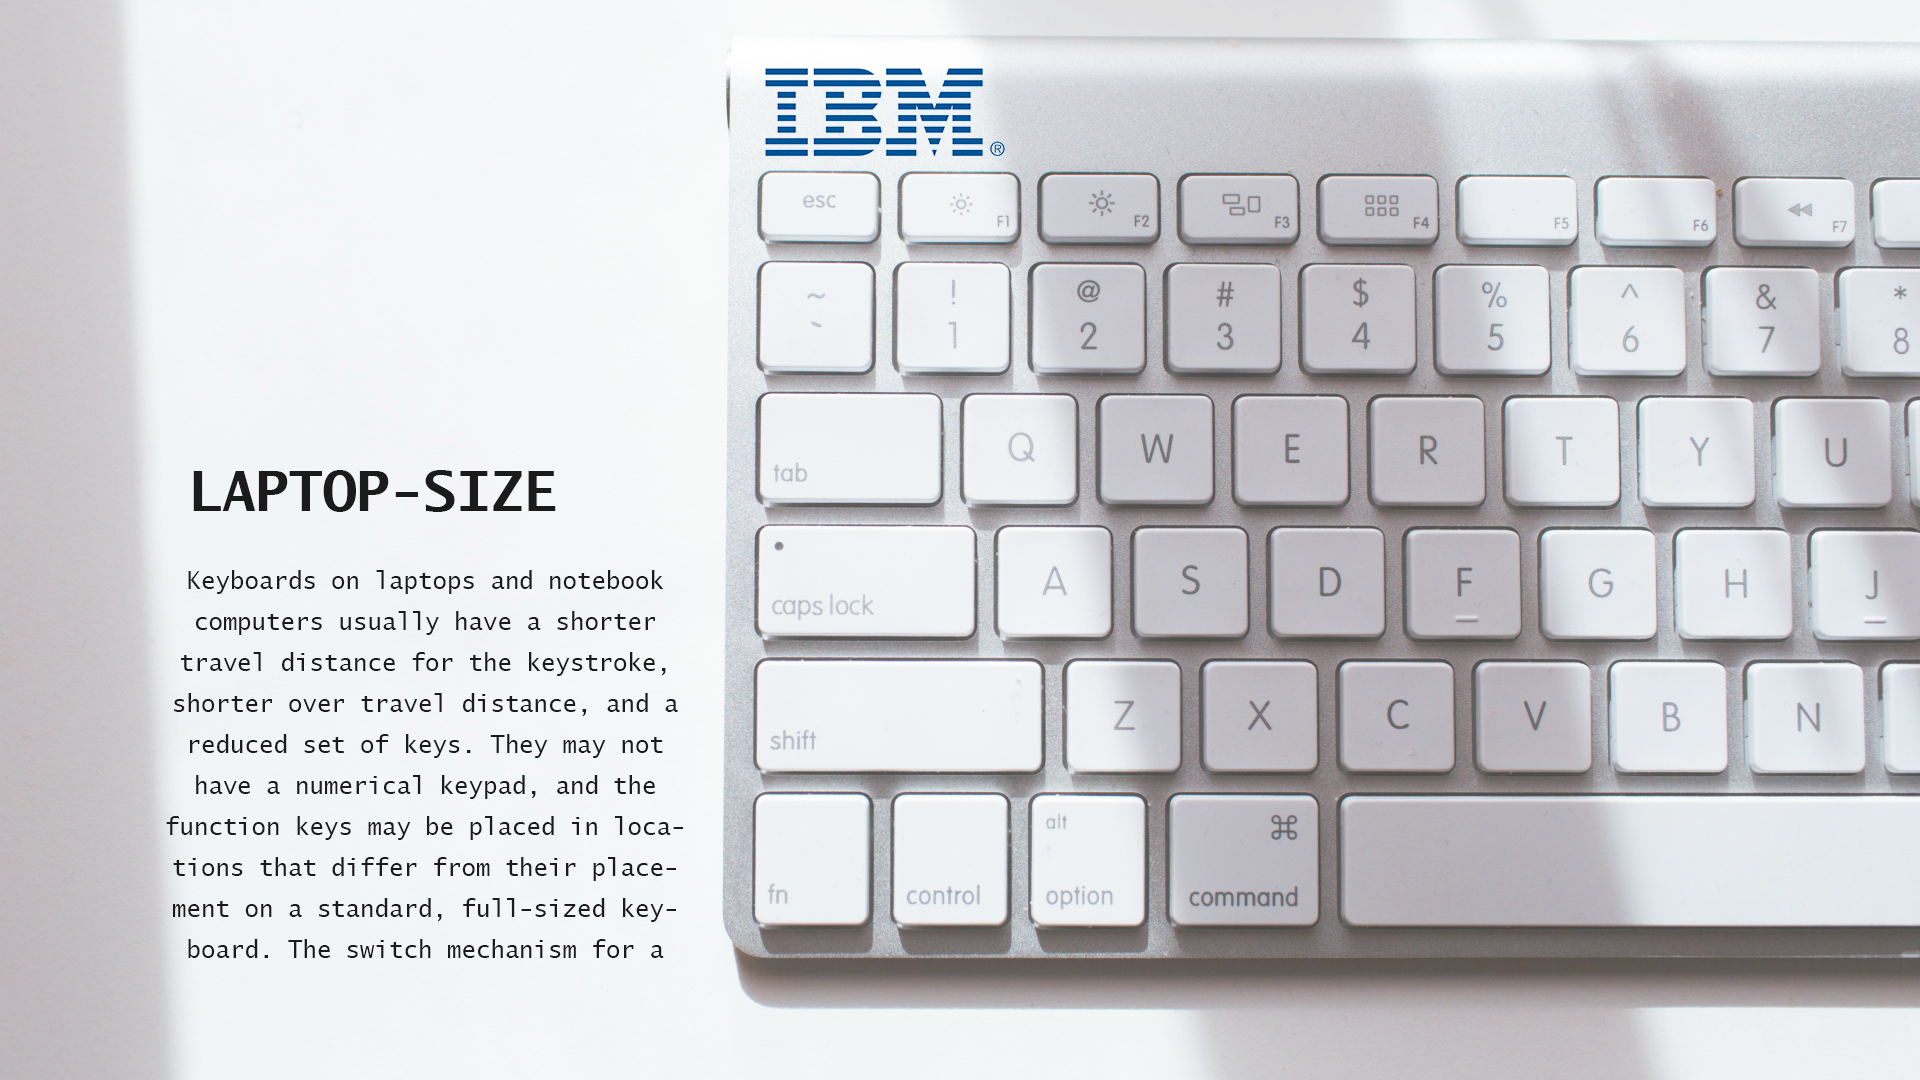 IBM®
esc F1 F2 F3 F4 F5 F6 F7
~ ! @ # $ % ^ & *
` 1 2 3 4 5 6 7 8
tab Q W E R T Y U
caps lock A S D F G H J
shift Z X C V B N
alt ⌘
fn control option command
LAPTOP-SIZE
Keyboards on laptops and notebook
computers usually have a shorter
travel distance for the keystroke,
shorter over travel distance, and a
reduced set of keys. They may not
have a numerical keypad, and the
function keys may be placed in loca-
tions that differ from their place-
ment on a standard, full-sized key-
board. The switch mechanism for a